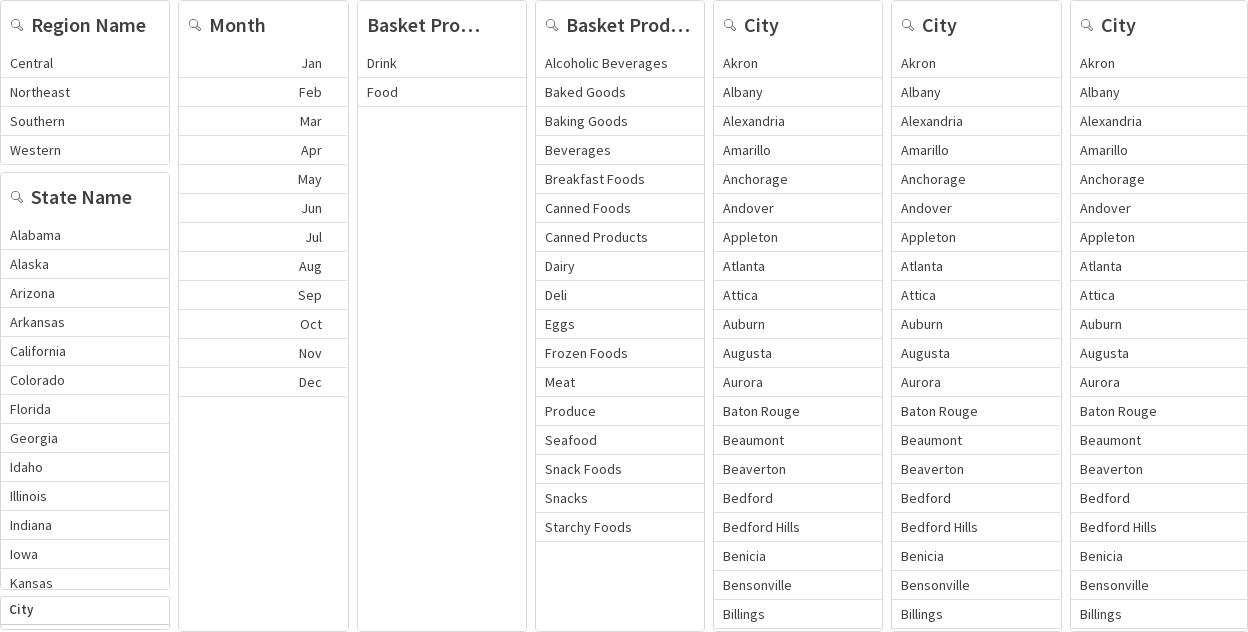 Region Name
Central
Northeast
Southern
Western
State Name
Alabama
Alaska
Arizona
Arkansas
California
Colorado
Florida
Georgia
Idaho
Illinois
Indiana
Iowa
Kansas
City
Month
Jan
Feb
Mar
Apr
May
Jun
Jul
Aug
Sep
Oct
Nov
Dec
Basket Pro...
Drink
Food
Basket Prod...
Alcoholic Beverages
Baked Goods
Baking Goods
Beverages
Breakfast Foods
Canned Foods
Canned Products
Dairy
Deli
Eggs
Frozen Foods
Meat
Produce
Seafood
Snack Foods
Snacks
Starchy Foods
City
Akron
Albany
Alexandria
Amarillo
Anchorage
Andover
Appleton
Atlanta
Attica
Auburn
Augusta
Aurora
Baton Rouge
Beaumont
Beaverton
Bedford
Bedford Hills
Benicia
Bensonville
Billings
City
Akron
Albany
Alexandria
Amarillo
Anchorage
Andover
Appleton
Atlanta
Attica
Auburn
Augusta
Aurora
Baton Rouge
Beaumont
Beaverton
Bedford
Bedford Hills
Benicia
Bensonville
Billings
City
Akron
Albany
Alexandria
Amarillo
Anchorage
Andover
Appleton
Atlanta
Attica
Auburn
Augusta
Aurora
Baton Rouge
Beaumont
Beaverton
Bedford
Bedford Hills
Benicia
Bensonville
Billings